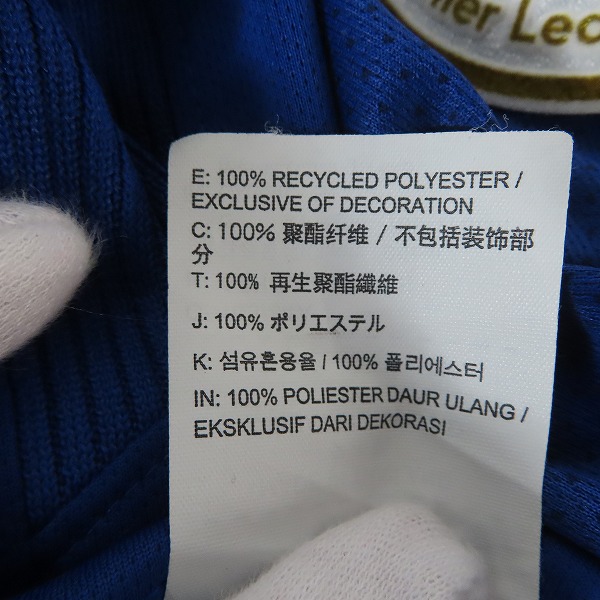 E: 100% RECYCLED POLYESTER /
EXCLUSIVE OF DECORATION
C: 100% 聚酯纤维 / 不包括装饰部
分
T: 100% 再生聚酯纖維
J: 100% ポリエステル
K: 섬유혼용율 / 100% 폴리에스터
IN: 100% POLIESTER DAUR ULANG /
EKSKLUSIF DARI DEKORASI